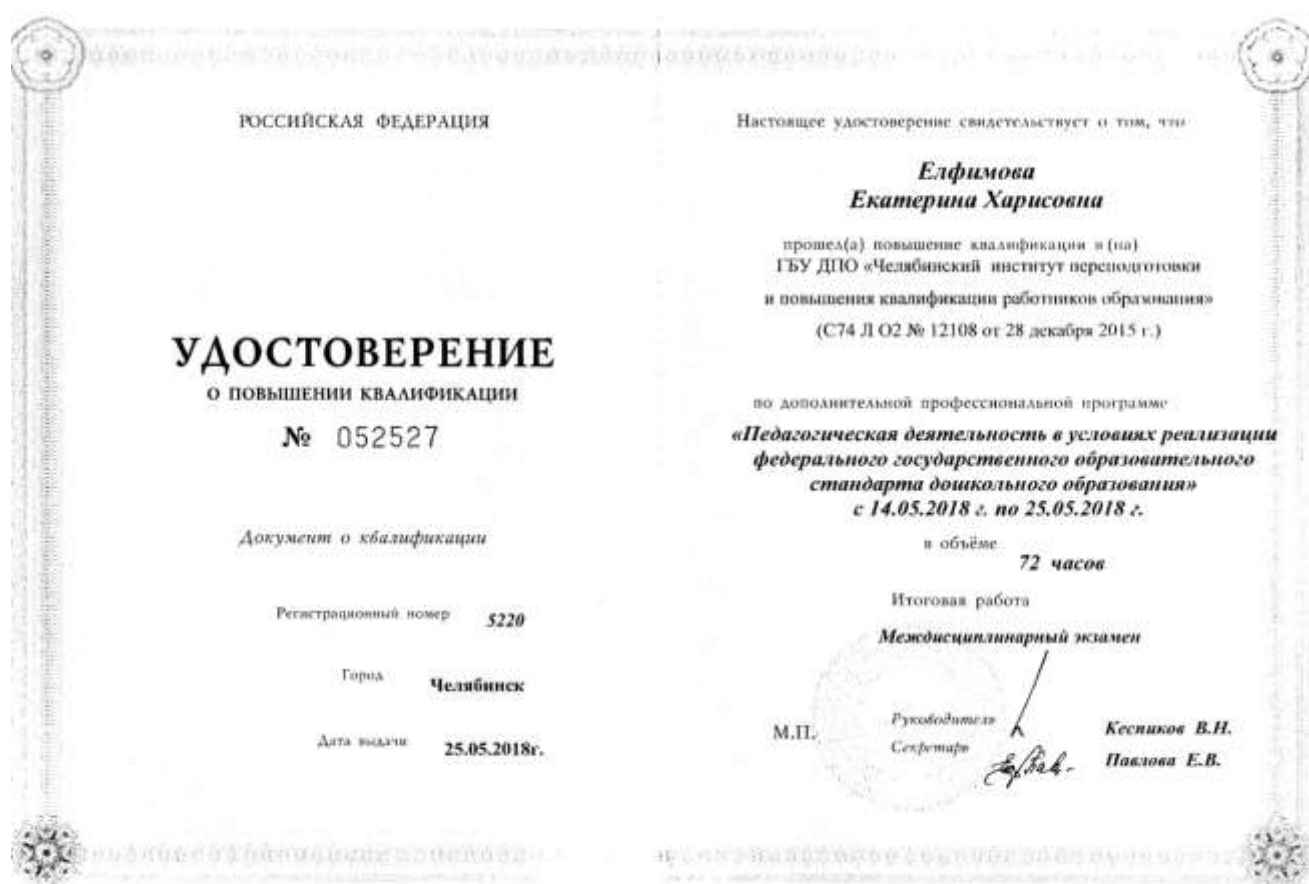 РОССИЙСКАЯ ФЕДЕРАЦИЯ
УДОСТОВЕРЕНИЕ
О ПОВЫШЕНИИ КВАЛИФИКАЦИИ
№ 052527
Документ о квалификации
Регистрационный номер 5220
Город Челябинск
Дата выдачи 25.05.2018г.
Настоящее удостоверение свидетельствует о том, что
Елфимова
Екатерина Харисовна
прошел(а) повышение квалификации в (на)
ГБУ ДПО «Челябинский институт переподготовки
и повышения квалификации работников образования»
(С74 Л О2 № 12108 от 28 декабря 2015 г.)
по дополнительной профессиональной программе
«Педагогическая деятельность в условиях реализации
федерального государственного образовательного
стандарта дошкольного образования»
с 14.05.2018 г. по 25.05.2018 г.
в объёме
72 часов
Итоговая работа
Междисциплинарный экзамен
М.П.
Руководитель Кеспиков В.Н.
Секретарь Павлова Е.В.